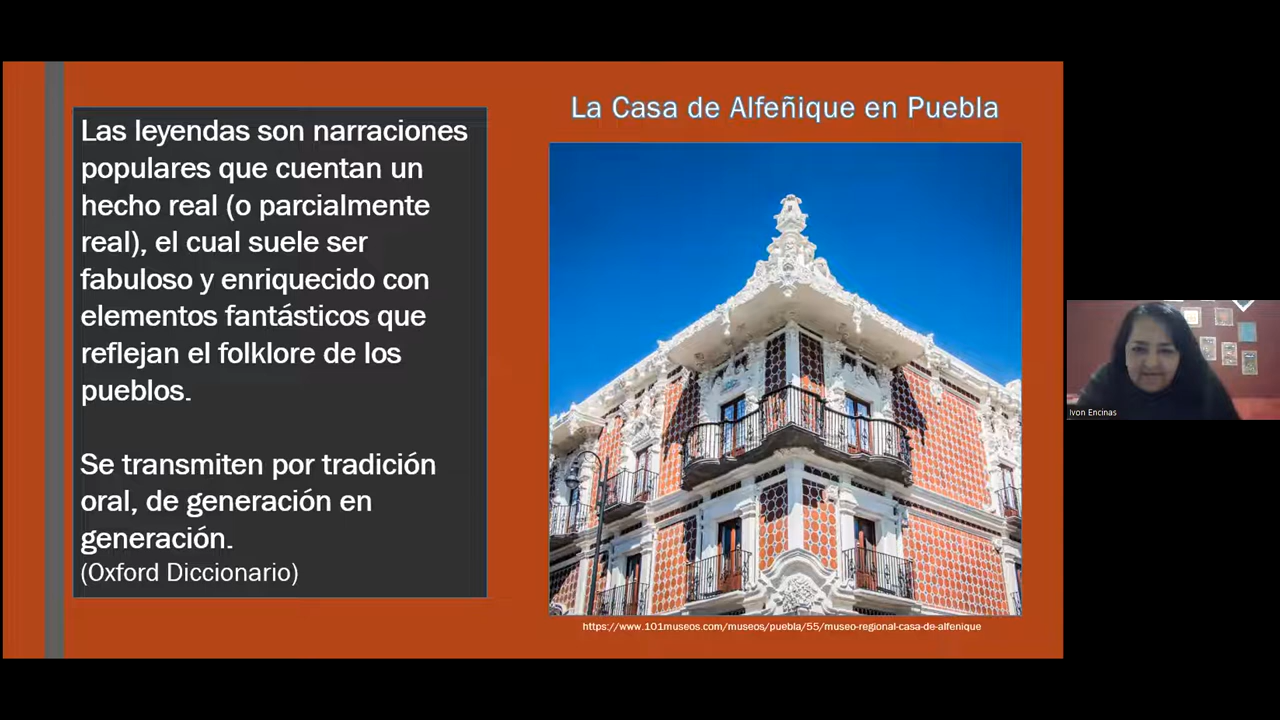 Las leyendas son narraciones
populares que cuentan un
hecho real (o parcialmente
real), el cual suele ser
fabuloso y enriquecido con
elementos fantásticos que
reflejan el folklore de los
pueblos.
Se transmiten por tradición
oral, de generación en
generación.
(Oxford Diccionario)
La Casa de Alfeñique en Puebla
https://www.101museos.com/museos/puebla/55/museo-regional-casa-de-alfenique
Ivon Encinas